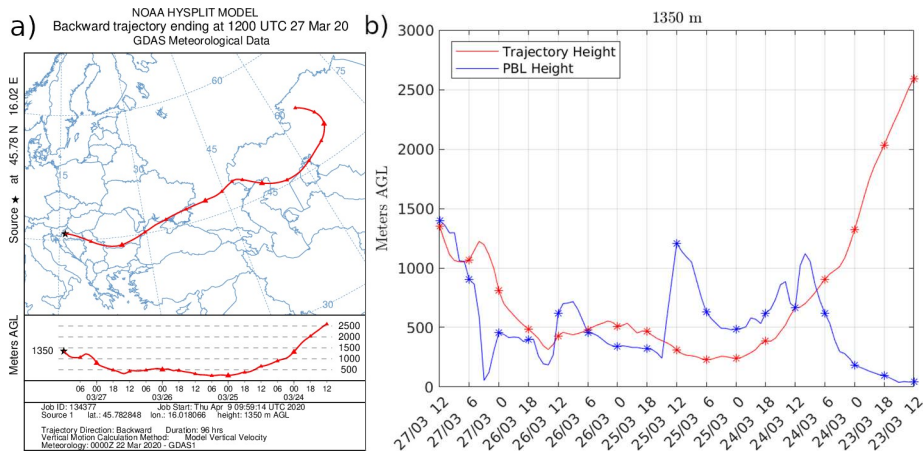 a)
NOAA HYSPLIT MODEL
Backward trajectory ending at 1200 UTC 27 Mar 20
GDAS Meteorological Data
Source ★ at 45.78 N 16.02 E
15
30
45
60
75
60
45
30
Meters AGL
1350
2500
2000
1500
1000
500
06 00 18 12 06 00 18 12 06 00 18 12 06 00 18 12
03/27 03/26 03/25 03/24
Job ID: 134377 Job Start: Thu Apr 9 09:59:14 UTC 2020
Source 1 lat.: 45.782848 lon.: 16.018066 height: 1350 m AGL
Trajectory Direction: Backward Duration: 96 hrs
Vertical Motion Calculation Method: Model Vertical Velocity
Meteorology: 0000Z 22 Mar 2020 - GDAS1
b)
1350 m
Trajectory Height
PBL Height
Meters AGL
3000
2500
2000
1500
1000
500
0
27/03 12
27/03 6
27/03 0
26/03 18
26/03 12
26/03 6
26/03 0
25/03 18
25/03 12
25/03 6
25/03 0
24/03 18
24/03 12
24/03 6
24/03 0
23/03 18
23/03 12